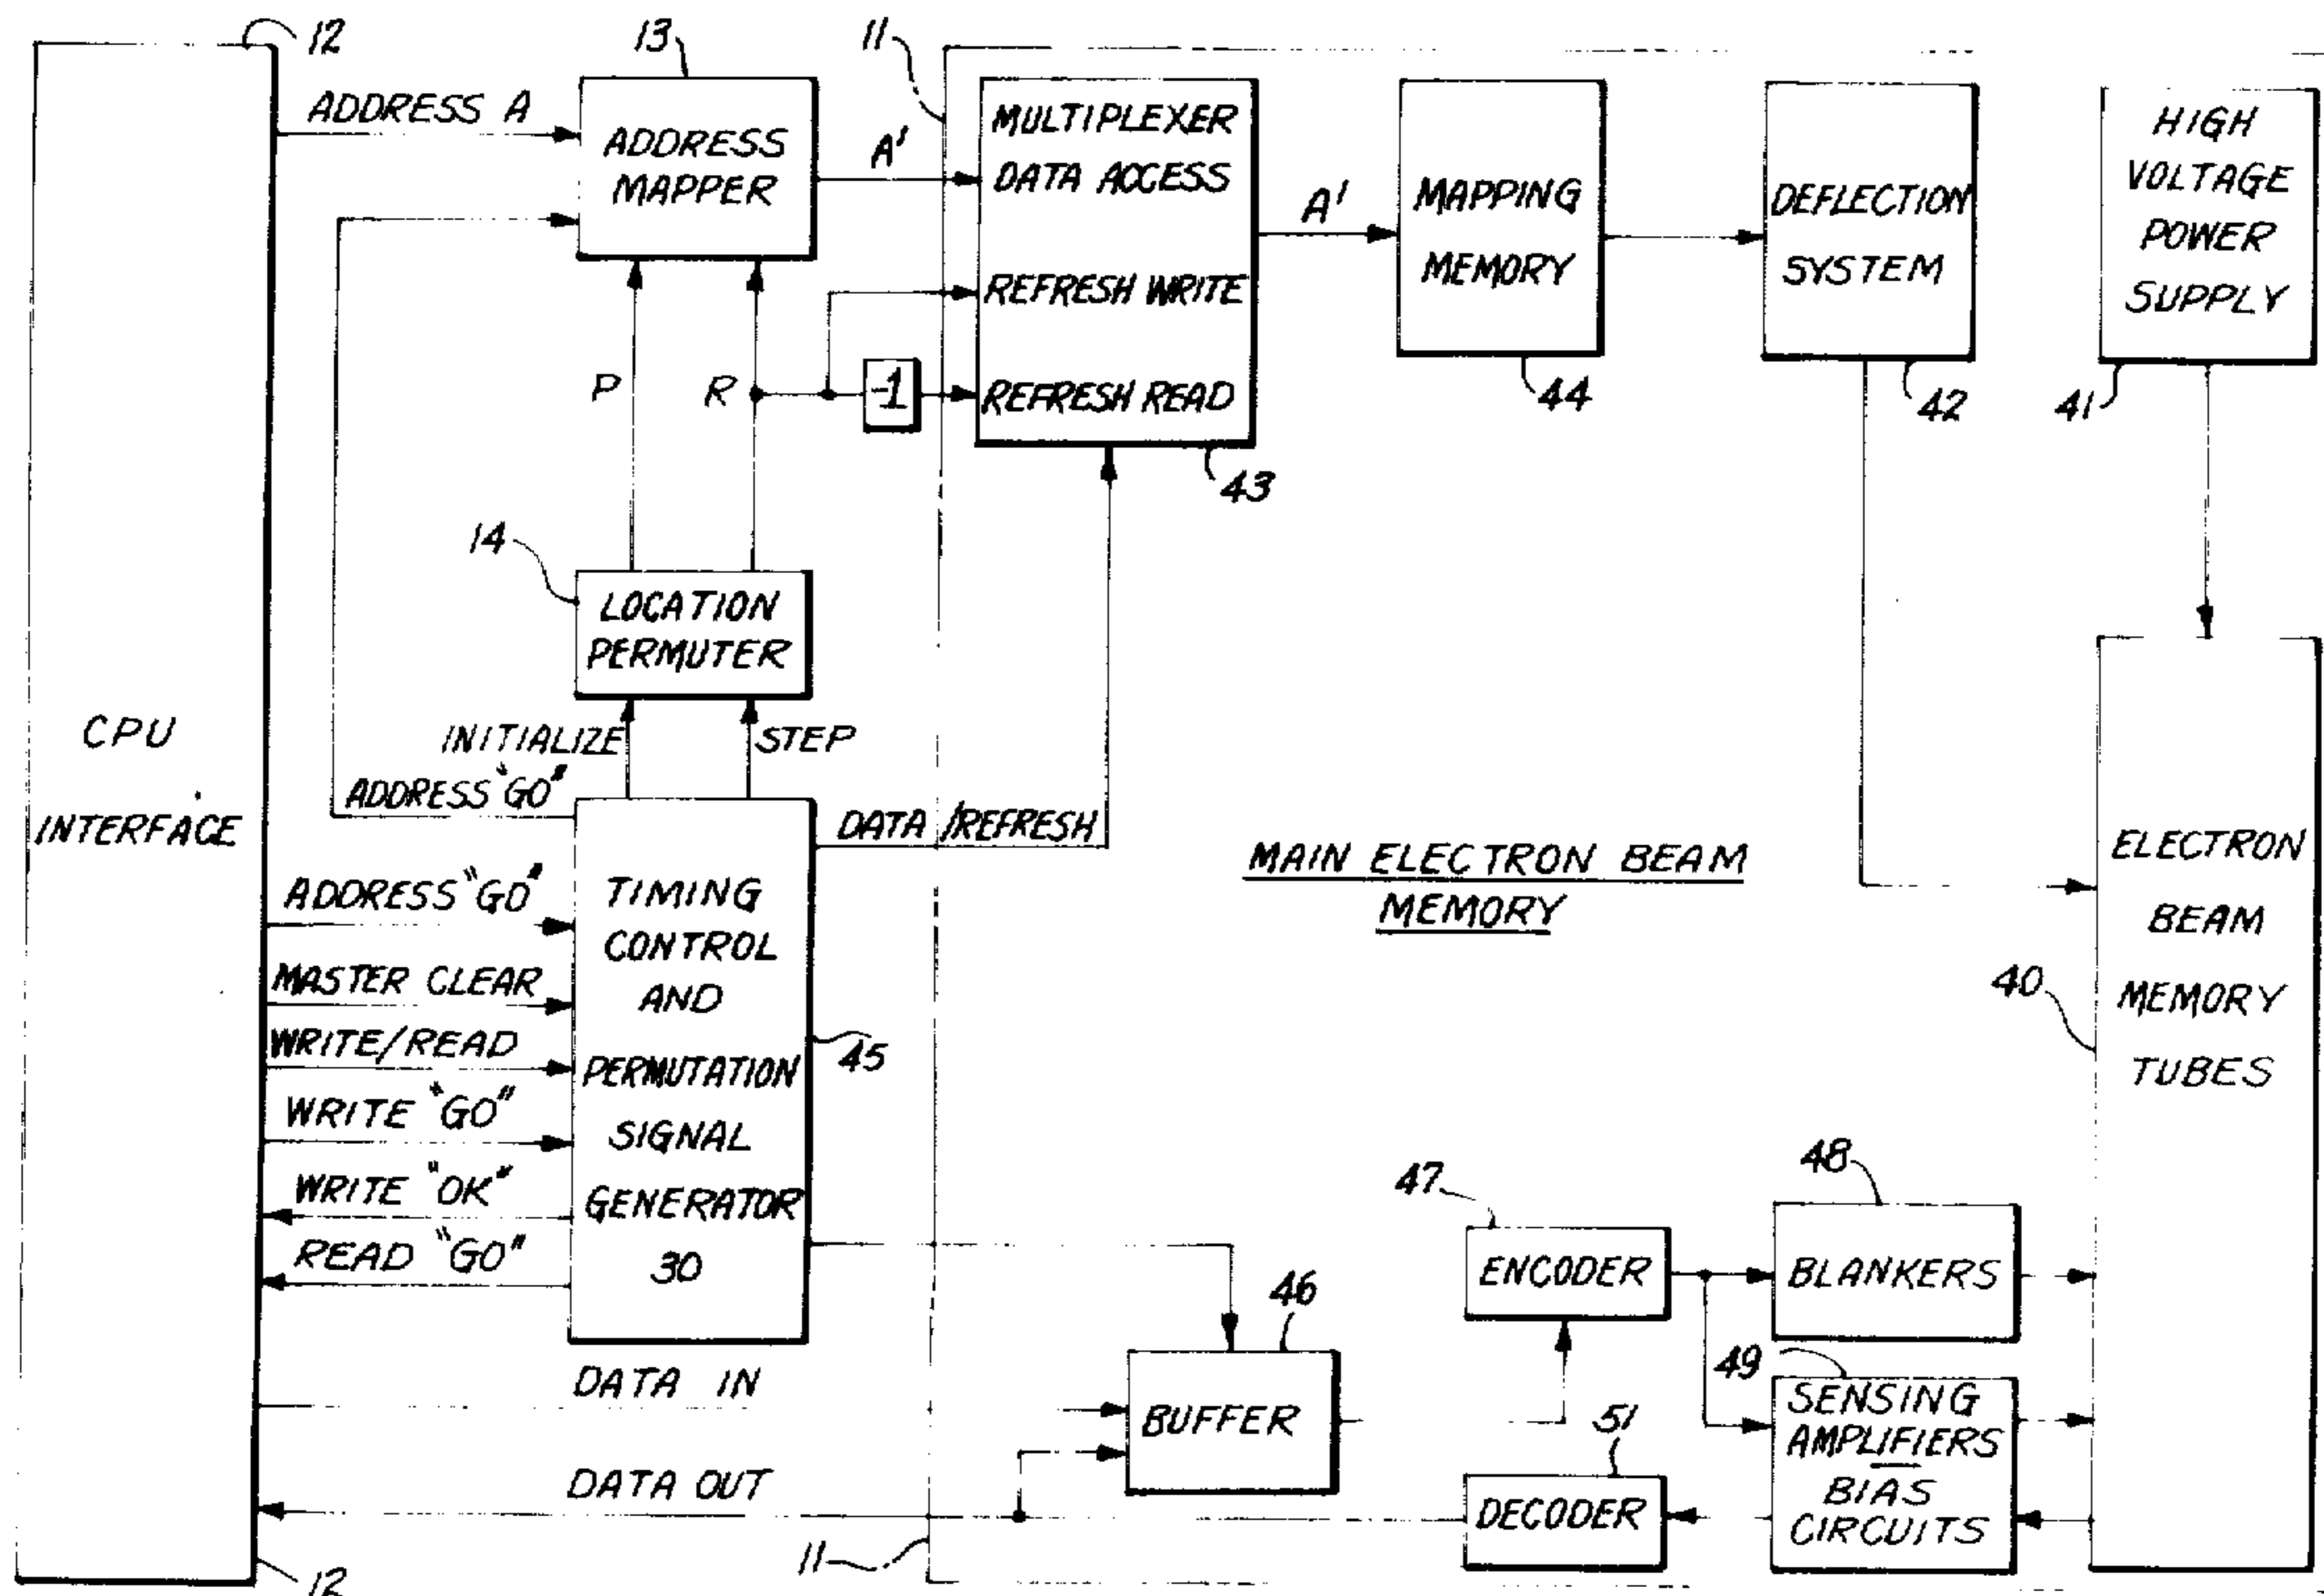 12
13
11
ADDRESS A
ADDRESS
MAPPER
A'
MULTIPLEXER
DATA ACCESS
REFRESH WRITE
REFRESH READ
A'
MAPPING
MEMORY
DEFLECTION
SYSTEM
HIGH
VOLTAGE
POWER
SUPPLY
P
R
-1
44
42
41
43
14
LOCATION
PERMUTER
CPU
INTERFACE
INITIALIZE
STEP
ADDRESS "GO"
DATA/REFRESH
MAIN ELECTRON BEAM
MEMORY
ELECTRON
BEAM
MEMORY
TUBES
40
ADDRESS "GO"
MASTER CLEAR
WRITE/READ
WRITE "GO"
WRITE "OK"
READ "GO"
TIMING
CONTROL
AND
PERMUTATION
SIGNAL
GENERATOR
30
45
47
48
ENCODER
BLANKERS
46
49
DATA IN
BUFFER
51
SENSING
AMPLIFIERS
BIAS
CIRCUITS
DATA OUT
DECODER
11
12